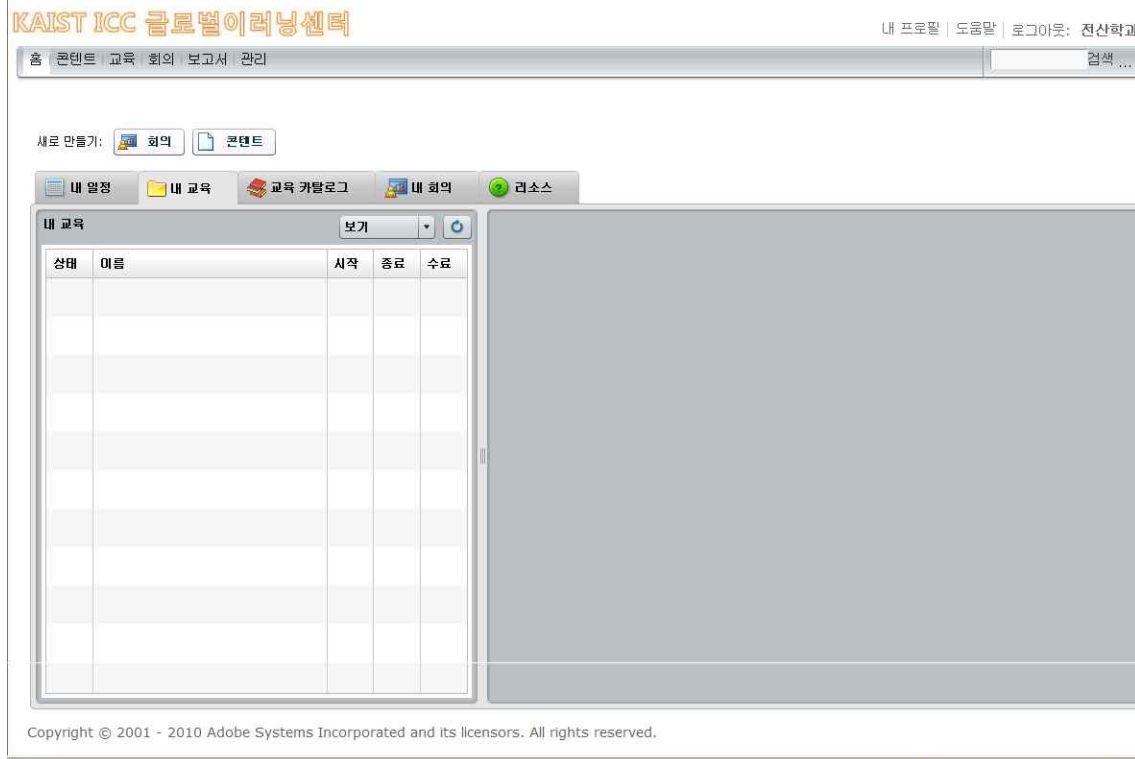 KAIST ICC 글로벌이러닝센터
내 프로필 | 도움말 | 로그아웃: 전산학과
홈 콘텐트 교육 회의 보고서 관리 검색 ...
새로 만들기: 회의 콘텐트
내 일정 내 교육 교육 카탈로그 내 회의 리소스
내 교육 보기
상태 이름 시작 종료 수료
Copyright © 2001 - 2010 Adobe Systems Incorporated and its licensors. All rights reserved.